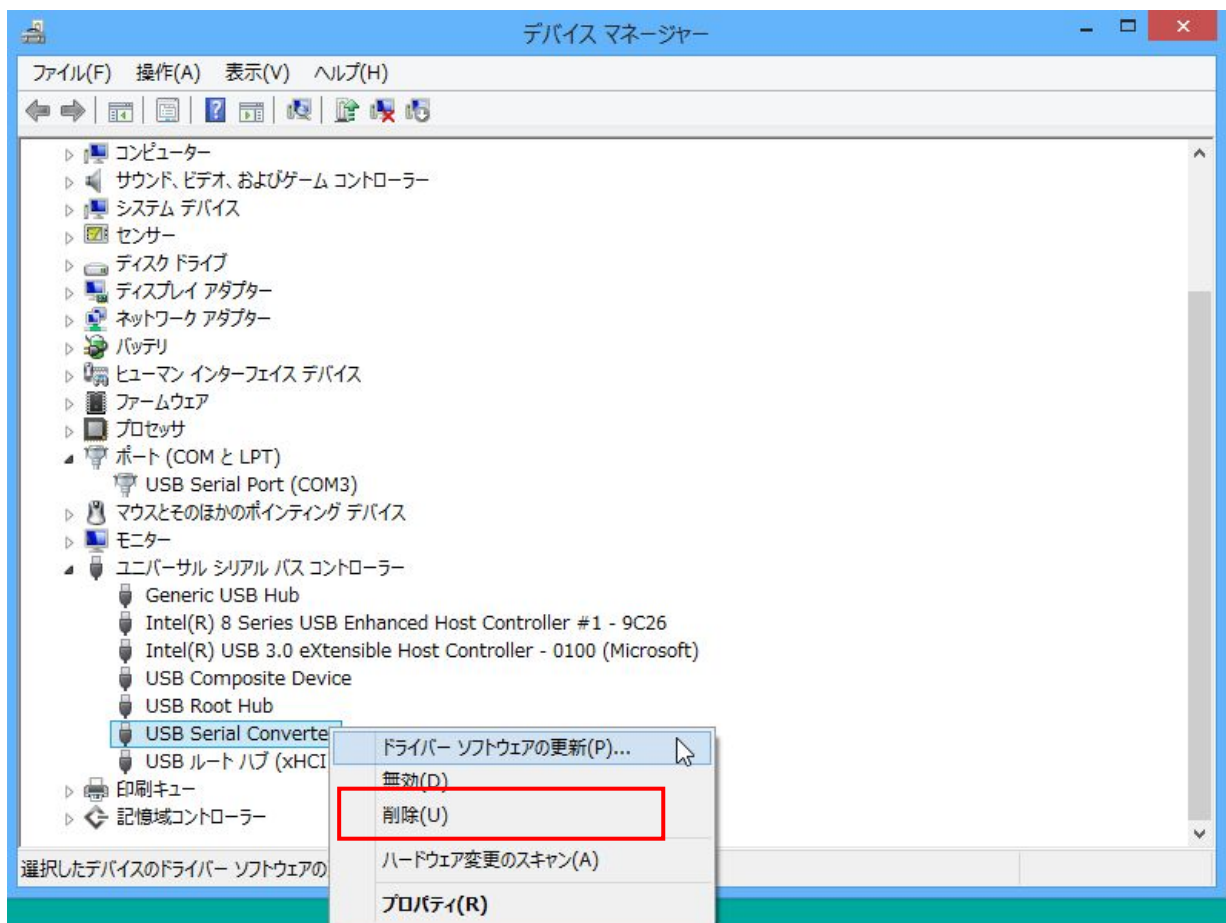 デバイス マネージャー
ファイル(F) 操作(A) 表示(V) ヘルプ(H)
コンピューター
サウンド、ビデオ、およびゲーム コントローラー
システム デバイス
センサー
ディスク ドライブ
ディスプレイ アダプター
ネットワーク アダプター
バッテリ
ヒューマン インターフェイス デバイス
ファームウェア
プロセッサ
ポート (COM と LPT)
USB Serial Port (COM3)
マウスとそのほかのポインティング デバイス
モニター
ユニバーサル シリアル バス コントローラー
Generic USB Hub
Intel(R) 8 Series USB Enhanced Host Controller #1 - 9C26
Intel(R) USB 3.0 eXtensible Host Controller - 0100 (Microsoft)
USB Composite Device
USB Root Hub
USB Serial Converte
ドライバー ソフトウェアの更新(P)...
USB ルート ハブ (xHCI
無効(D)
印刷キュー
削除(U)
記憶域コントローラー
ハードウェア変更のスキャン(A)
選択したデバイスのドライバー ソフトウェアの
プロパティ(R)